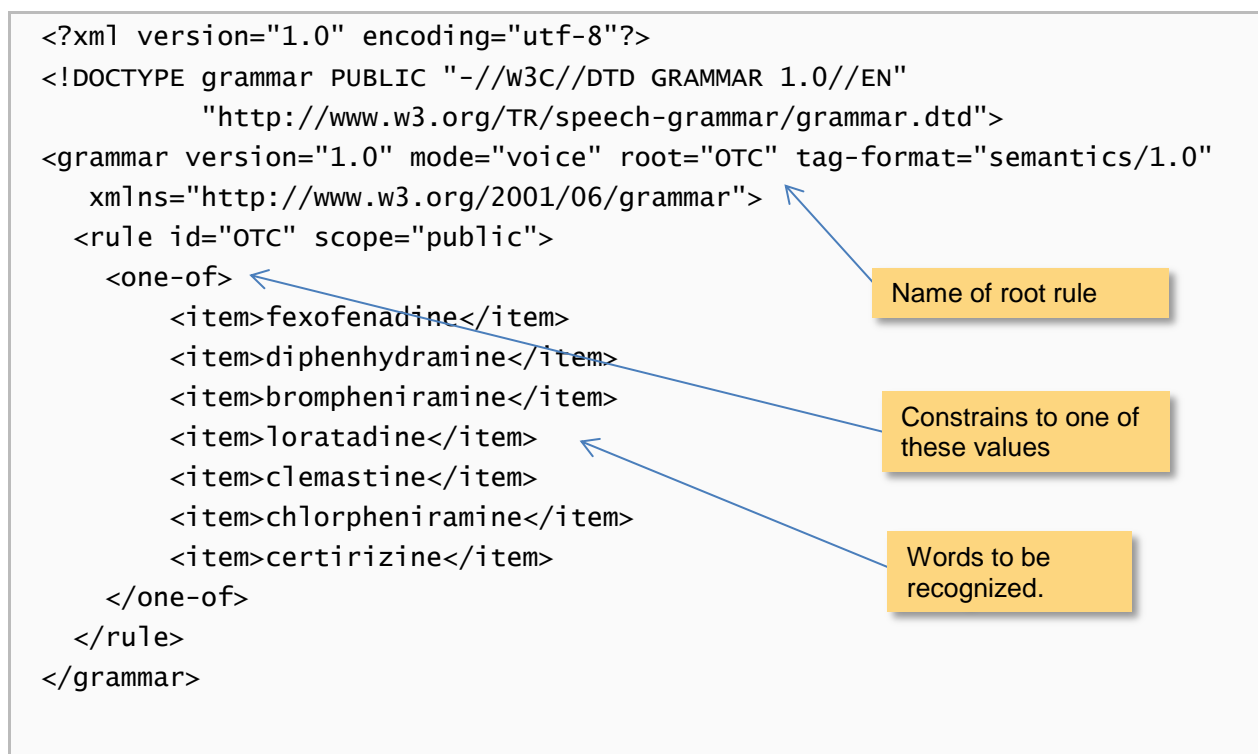 <?xml version="1.0" encoding="utf-8"?>
<!DOCTYPE grammar PUBLIC "-//W3C//DTD GRAMMAR 1.0//EN"
"http://www.w3.org/TR/speech-grammar/grammar.dtd">
<grammar version="1.0" mode="voice" root="OTC" tag-format="semantics/1.0"
xmlns="http://www.w3.org/2001/06/grammar">
<rule id="OTC" scope="public">
<one-of>
<item>fexofenadine</item>
<item>diphenhydramine</item>
<item>brompheniramine</item>
<item>loratadine</item>
<item>clemastine</item>
<item>chlorpheniramine</item>
<item>certirizine</item>
</one-of>
</rule>
</grammar>
Name of root rule
Constrains to one of
these values
Words to be
recognized.